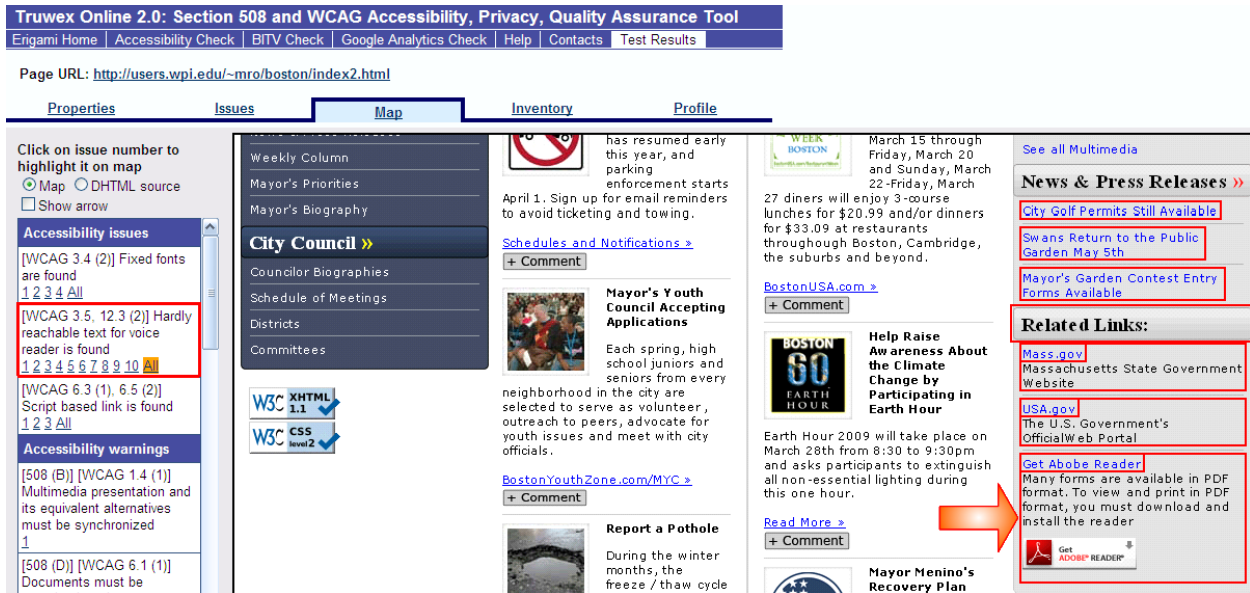 Truwex Online 2.0: Section 508 and WCAG Accessibility, Privacy, Quality Assurance Tool
Erigami Home | Accessibility Check | BITV Check | Google Analytics Check | Help | Contacts Test Results
Page URL: http://users.wpi.edu/~mro/boston/index2.html
Properties Issues Map Inventory Profile
Click on issue number to
highlight it on map
Map DHTML source
Show arrow
Accessibility issues
[WCAG 3.4 (2)] Fixed fonts
are found
1 2 3 4 All
[WCAG 3.5, 12.3 (2)] Hardly
reachable text for voice
reader is found
1 2 3 4 5 6 7 8 9 10 All
[WCAG 6.3 (1), 6.5 (2)]
Script based link is found
1 2 3 All
Accessibility warnings
[508 (B)] [WCAG 1.4 (1)]
Multimedia presentation and
its equivalent alternatives
must be synchronized
1
[508 (D)] [WCAG 6.1 (1)]
Documents must be
Weekly Column
Mayor's Priorities
Mayor's Biography
City Council »
Councilor Biographies
Schedule of Meetings
Districts
Committees
W3C XHTML 1.1
W3C CSS level 2
has resumed early
this year, and
parking
enforcement starts
April 1. Sign up for email reminders
to avoid ticketing and towing.
Schedules and Notifications »
+ Comment
Mayor's Youth
Council Accepting
Applications
Each spring, high
school juniors and
seniors from every
neighborhood in the city are
selected to serve as volunteer ,
outreach to peers, advocate for
youth issues and meet with city
officials.
BostonYouthZone.com/MYC »
+ Comment
Report a Pothole
During the winter
months, the
freeze / thaw cycle
WEEK
BOSTON
March 15 through
Friday, March 20
and Sunday, March
22-Friday, March
27 diners will enjoy 3-course
lunches for $20.99 and/or dinners
for $33.09 at restaurants
throughough Boston, Cambridge,
the suburbs and beyond.
BostonUSA.com »
+ Comment
BOSTON
60
EARTH
HOUR
Help Raise
Awareness About
the Climate
Change by
Participating in
Earth Hour
Earth Hour 2009 will take place on
March 28th from 8:30 to 9:30pm
and asks participants to extinguish
all non-essential lighting during
this one hour.
Read More »
+ Comment
Mayor Menino's
Recovery Plan
See all Multimedia
News & Press Releases »
City Golf Permits Still Available
Swans Return to the Public
Garden May 5th
Mayor's Garden Contest Entry
Forms Available
Related Links:
Mass.gov
Massachusetts State Government
Website
USA.gov
The U.S. Government's
OfficialWeb Portal
Get Abobe Reader
Many forms are available in PDF
format. To view and print in PDF
format, you must download and
install the reader
Get
ADOBE® READER®